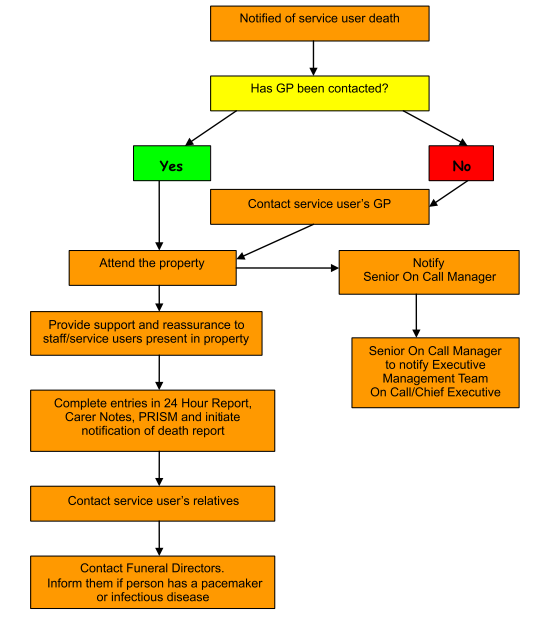 Notified of service user death
Has GP been contacted?
Yes
No
Contact service user's GP
Attend the property
Notify
Senior On Call Manager
Provide support and reassurance to
staff/service users present in property
Senior On Call Manager
to notify Executive
Management Team
On Call/Chief Executive
Complete entries in 24 Hour Report,
Carer Notes, PRISM and initiate
notification of death report
Contact service user's relatives
Contact Funeral Directors.
Inform them if person has a pacemaker
or infectious disease